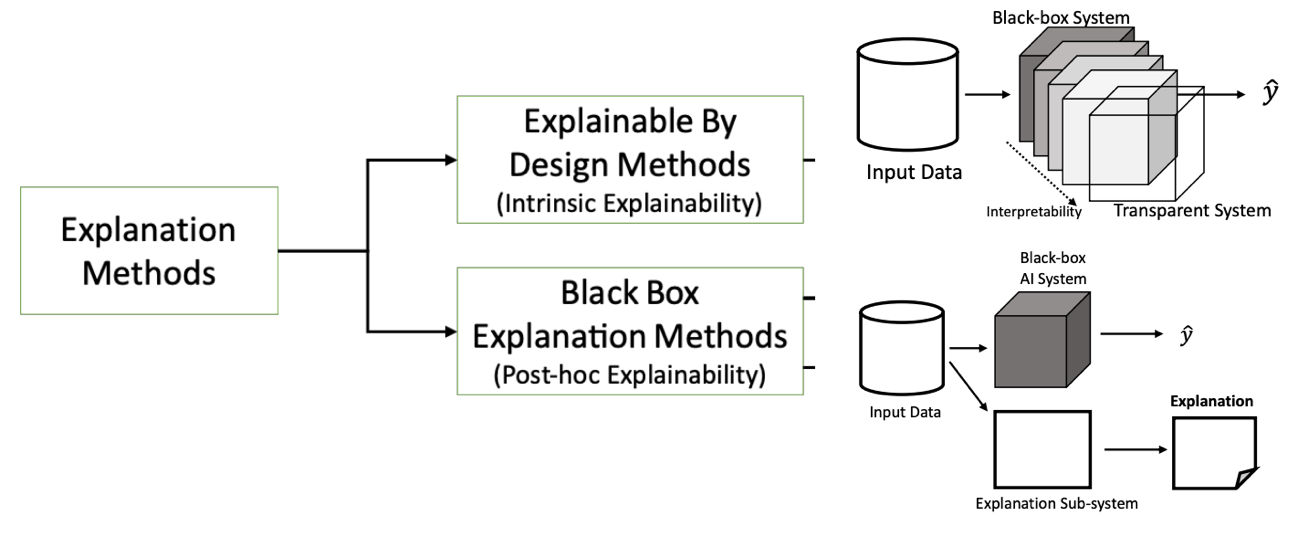 Explanation
Methods
Explainable By
Design Methods
(Intrinsic Explainability)
Black Box
Explanation Methods
(Post-hoc Explainability)
Black-box System
Input Data
ŷ
Interpretability
Transparent System
Black-box
AI System
Input Data
ŷ
Explanation
Explanation Sub-system